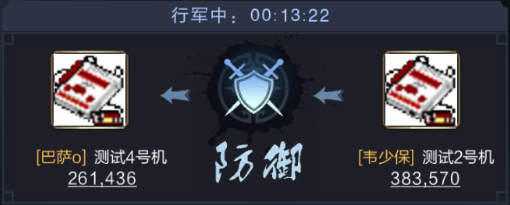 行军中：00:13:22
防御
[巴萨o] 测试4号机
261,436
[韦少保] 测试2号机
383,570